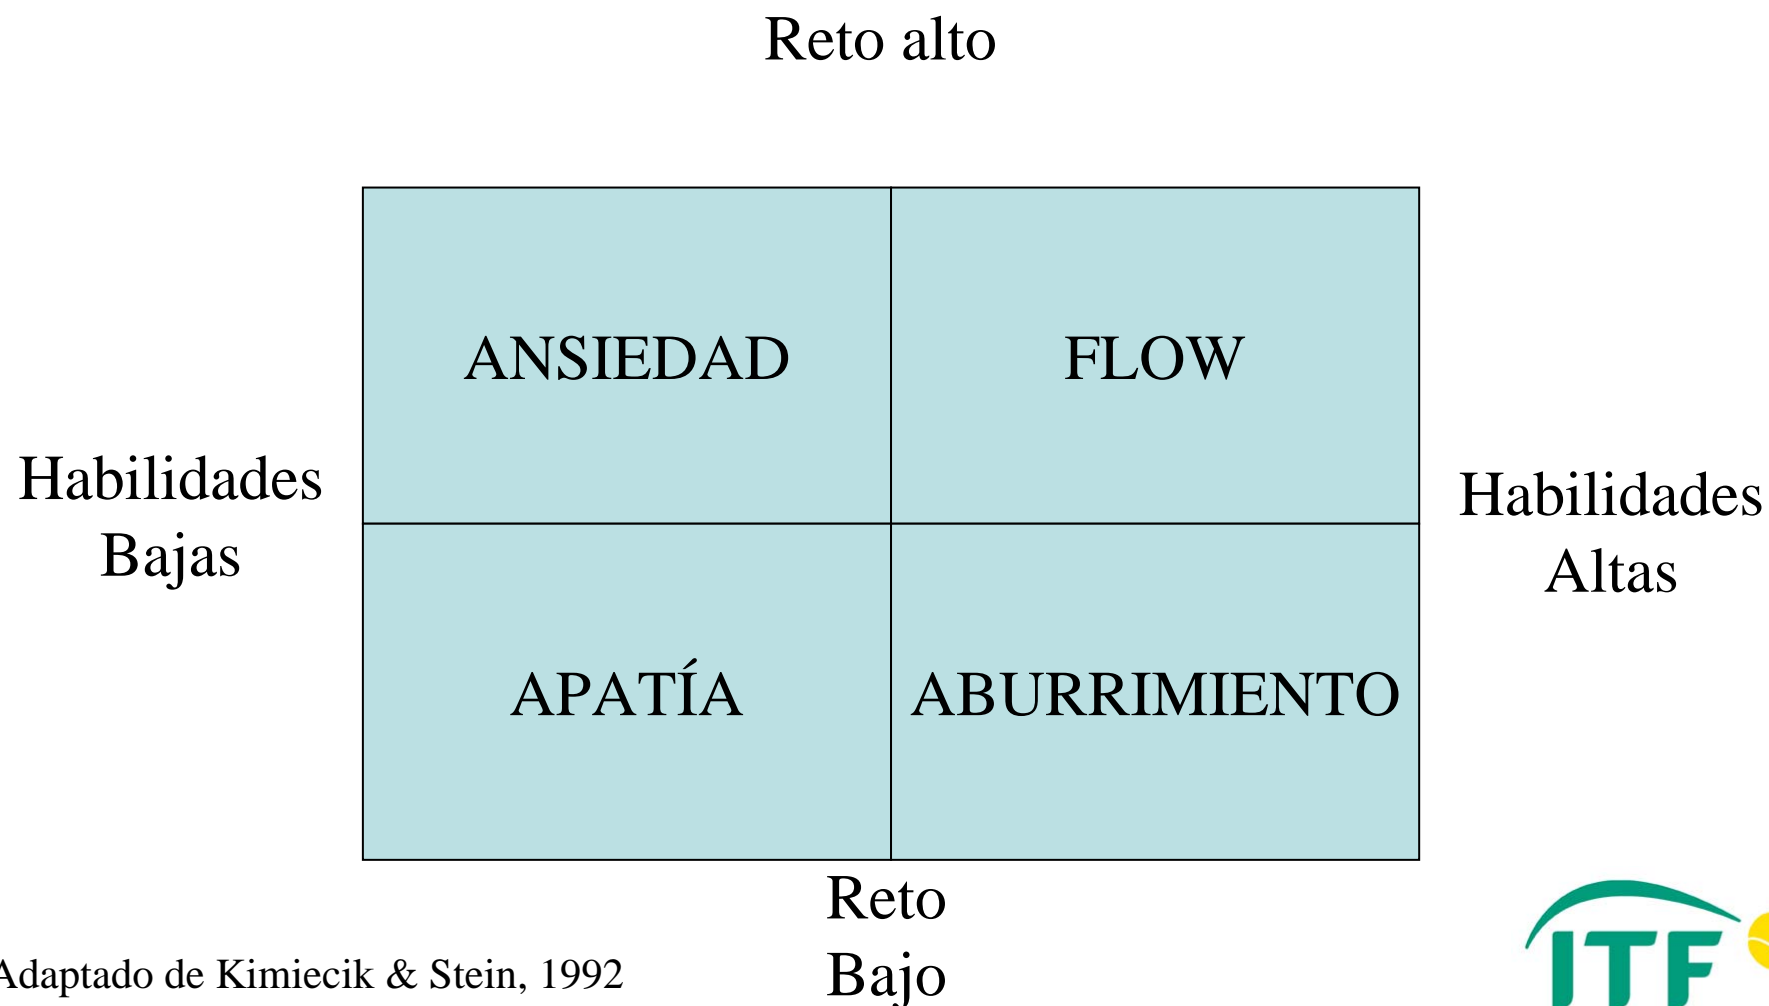 Reto alto
ANSIEDAD
FLOW
Habilidades
Bajas
Habilidades
Altas
APATÍA
ABURRIMIENTO
Reto
Bajo
Adaptado de Kimiecik & Stein, 1992
ITF